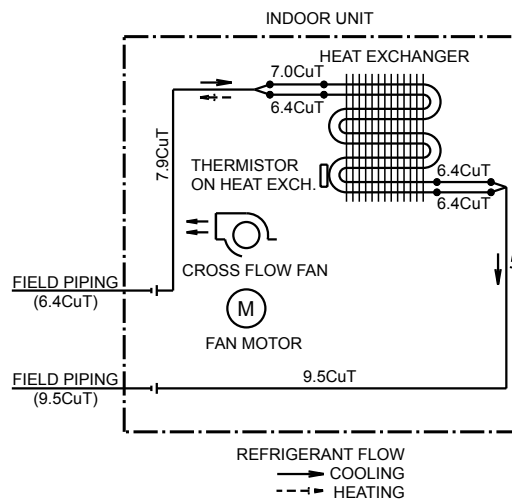 INDOOR UNIT
HEAT EXCHANGER
7.0CuT
6.4CuT
7.9CuT
THERMISTOR
ON HEAT EXCH.
6.4CuT
6.4CuT
CROSS FLOW FAN
FIELD PIPING
(6.4CuT)
M
FAN MOTOR
FIELD PIPING
(9.5CuT)
9.5CuT
REFRIGERANT FLOW
COOLING
HEATING